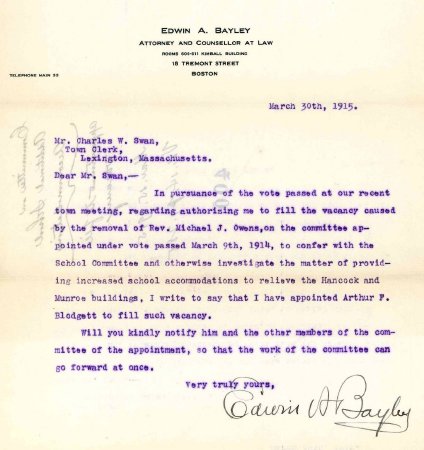 EDWIN A. BAYLEY
ATTORNEY AND COUNSELLOR AT LAW
ROOMS 606-611 KIMBALL BUILDING
18 TREMONT STREET
BOSTON
TELEPHONE MAIN 33
March 30th, 1915.
Mr. Charles W. Swan,
Town Clerk,
Lexington, Massachusetts.
Dear Mr. Swan,—
In pursuance of the vote passed at our recent
town meeting, regarding authorizing me to fill the vacancy caused
by the removal of Rev. Michael J. Owens,on the committee ap-
pointed under vote passed March 9th, 1914, to confer with the
School Committee and otherwise investigate the matter of provid-
ing increased school accommodations to relieve the Hancock and
Munroe buildings, I write to say that I have appointed Arthur F.
Blodgett to fill such vacancy.
Will you kindly notify him and the other members of the com-
mittee of the appointment, so that the work of the committee can
go forward at once.
Very truly yours,
Edwin A Bayley